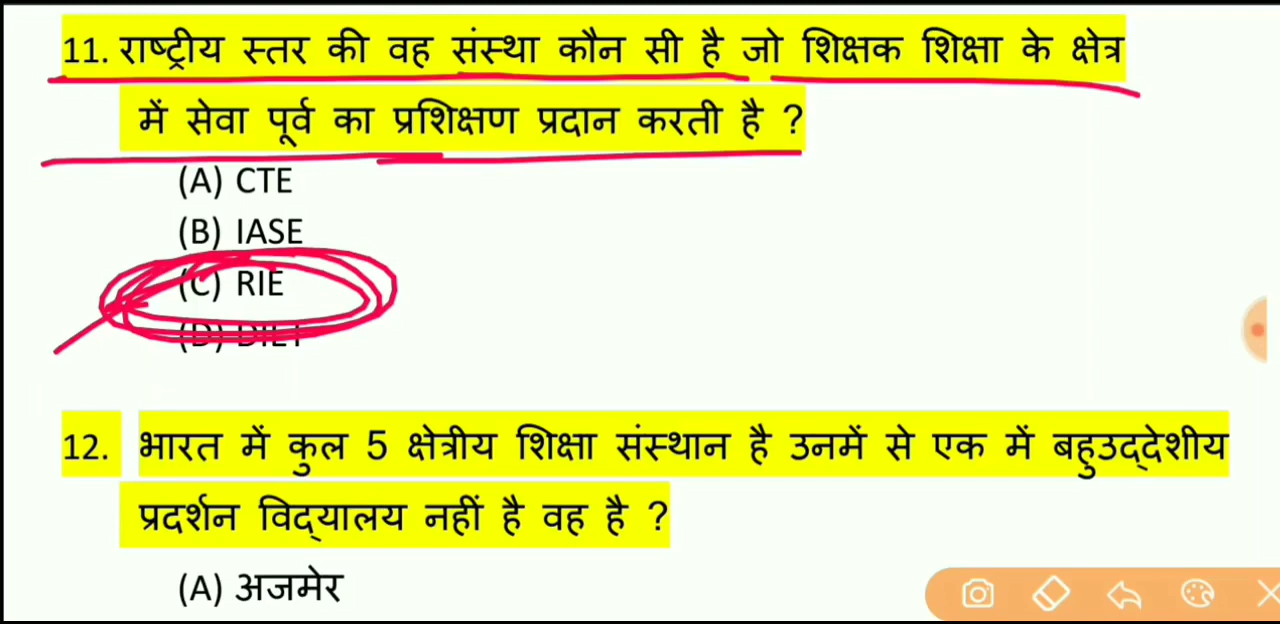 11. राष्ट्रीय स्तर की वह संस्था कौन सी है जो शिक्षक शिक्षा के क्षेत्र
में सेवा पूर्व का प्रशिक्षण प्रदान करती है ?
(A) CTE
(B) IASE
(C) RIE
(D) DIET
12. भारत में कुल 5 क्षेत्रीय शिक्षा संस्थान है उनमें से एक में बहुउद्देशीय
प्रदर्शन विद्यालय नहीं है वह है ?
(A) अजमेर